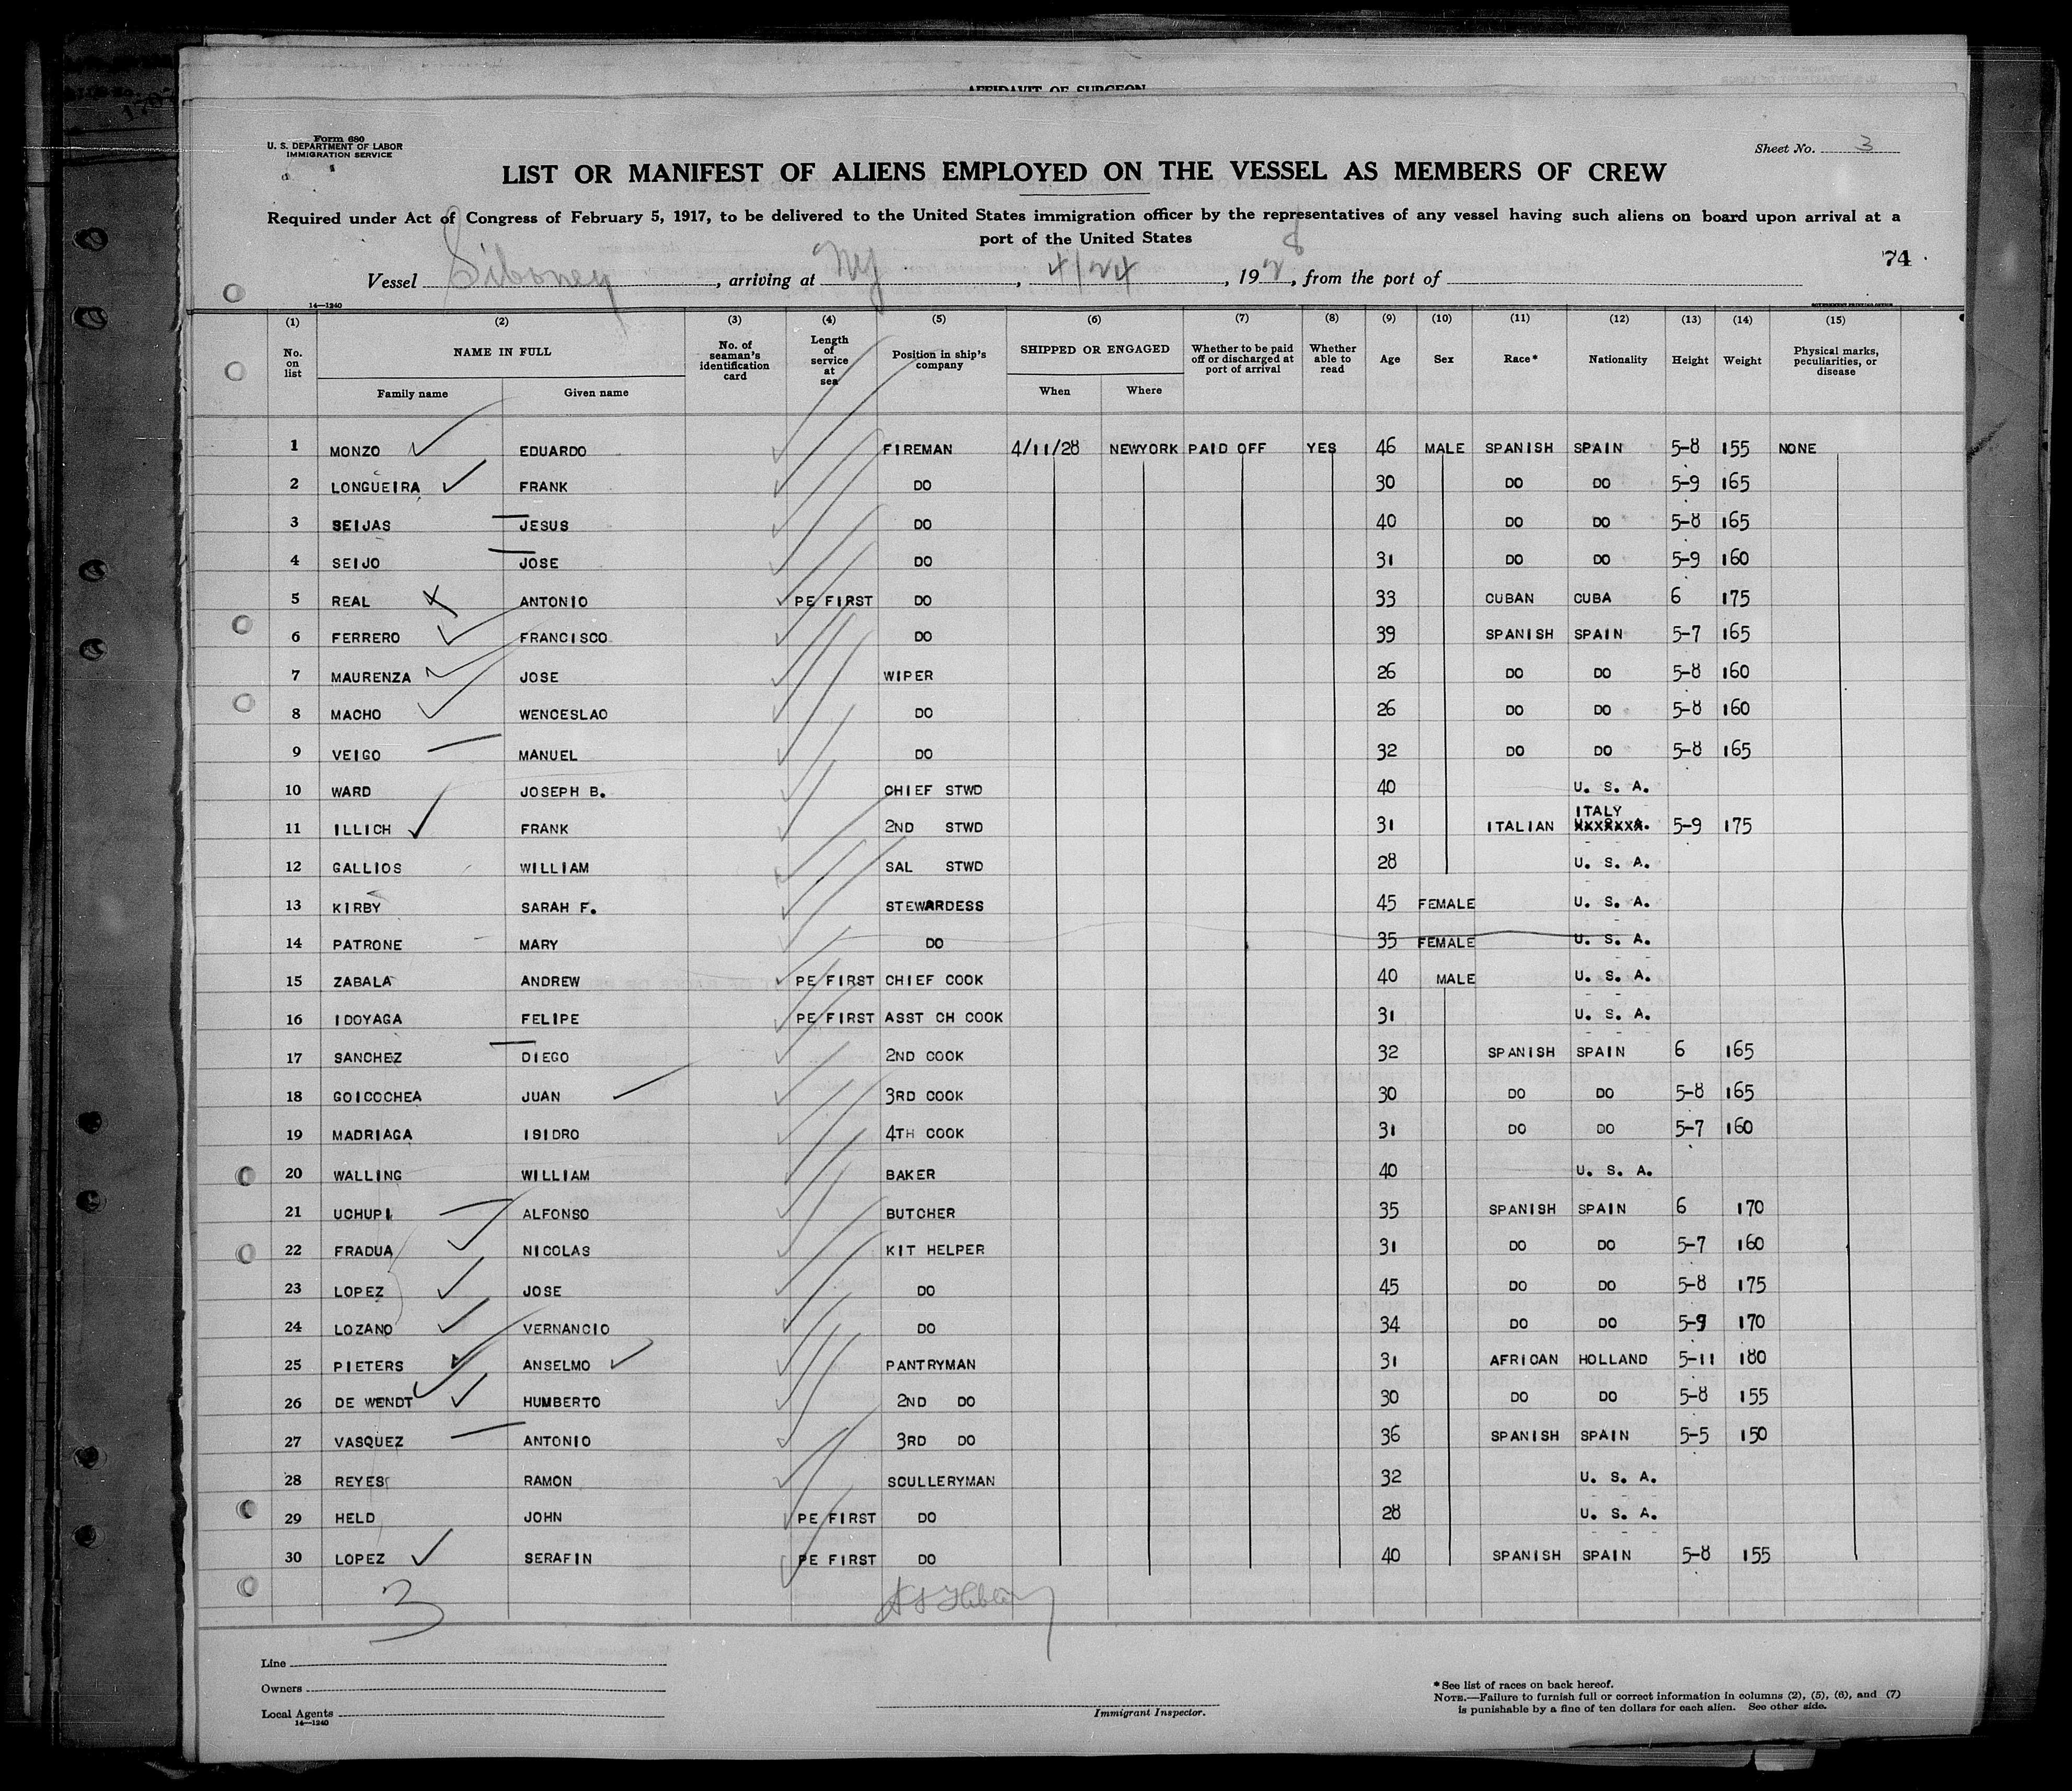 AFFIDAVIT OF SURGEON
Form 680
U. S. DEPARTMENT OF LABOR
IMMIGRATION SERVICE
Sheet No. 3
LIST OR MANIFEST OF ALIENS EMPLOYED ON THE VESSEL AS MEMBERS OF CREW
Required under Act of Congress of February 5, 1917, to be delivered to the United States immigration officer by the representatives of any vessel having such aliens on board upon arrival at a
port of the United States
74
Vessel Siboney, arriving at NY, 4/24, 1928, from the port of
14—1240 GOVERNMENT PRINTING OFFICE
(1) (2) (3) (4) (5) (6) (7) (8) (9) (10) (11) (12) (13) (14) (15)
No. on list NAME IN FULL Family name Given name No. of seaman's identification card Length of service at sea Position in ship's company SHIPPED OR ENGAGED When Where Whether to be paid off or discharged at port of arrival Whether able to read Age Sex Race* Nationality Height Weight Physical marks, peculiarities, or disease
1 MONZO EDUARDO FIREMAN 4/11/28 NEWYORK PAID OFF YES 46 MALE SPANISH SPAIN 5-8 155 NONE
2 LONGUEIRA FRANK DO 30 DO DO 5-9 165
3 SEIJAS JESUS DO 40 DO DO 5-8 165
4 SEIJO JOSE DO 31 DO DO 5-9 160
5 REAL ANTONIO PE FIRST DO 33 CUBAN CUBA 6 175
6 FERRERO FRANCISCO DO 39 SPANISH SPAIN 5-7 165
7 MAURENZA JOSE WIPER 26 DO DO 5-8 160
8 MACHO WENCESLAO DO 26 DO DO 5-8 160
9 VEIGO MANUEL DO 32 DO DO 5-8 165
10 WARD JOSEPH B. CHIEF STWD 40 U. S. A.
11 ILLICH FRANK 2ND STWD 31 ITALIAN ITALY 5-9 175
12 GALLIOS WILLIAM SAL STWD 28 U. S. A.
13 KIRBY SARAH F. STEWARDESS 45 FEMALE U. S. A.
14 PATRONE MARY DO 35 FEMALE U. S. A.
15 ZABALA ANDREW PE FIRST CHIEF COOK 40 MALE U. S. A.
16 IDOYAGA FELIPE PE FIRST ASST CH COOK 31 U. S. A.
17 SANCHEZ DIEGO 2ND COOK 32 SPANISH SPAIN 6 165
18 GOICOCHEA JUAN 3RD COOK 30 DO DO 5-8 165
19 MADRIAGA ISIDRO 4TH COOK 31 DO DO 5-7 160
20 WALLING WILLIAM BAKER 40 U. S. A.
21 UCHUPI ALFONSO BUTCHER 35 SPANISH SPAIN 6 170
22 FRADUA NICOLAS KIT HELPER 31 DO DO 5-7 160
23 LOPEZ JOSE DO 45 DO DO 5-8 175
24 LOZANO VERNANCIO DO 34 DO DO 5-9 170
25 PIETERS ANSELMO PANTRYMAN 31 AFRICAN HOLLAND 5-11 180
26 DE WENDT HUMBERTO 2ND DO 30 DO DO 5-8 155
27 VASQUEZ ANTONIO 3RD DO 36 SPANISH SPAIN 5-5 150
28 REYES RAMON SCULLERYMAN 32 U. S. A.
29 HELD JOHN PE FIRST DO 28 U. S. A.
30 LOPEZ SERAFIN PE FIRST DO 40 SPANISH SPAIN 5-8 155
3
Line
Owners
Local Agents
14—1240
Immigrant Inspector.
*See list of races on back hereof.
NOTE.—Failure to furnish full or correct information in columns (2), (5), (6), and (7)
is punishable by a fine of ten dollars for each alien. See other side.